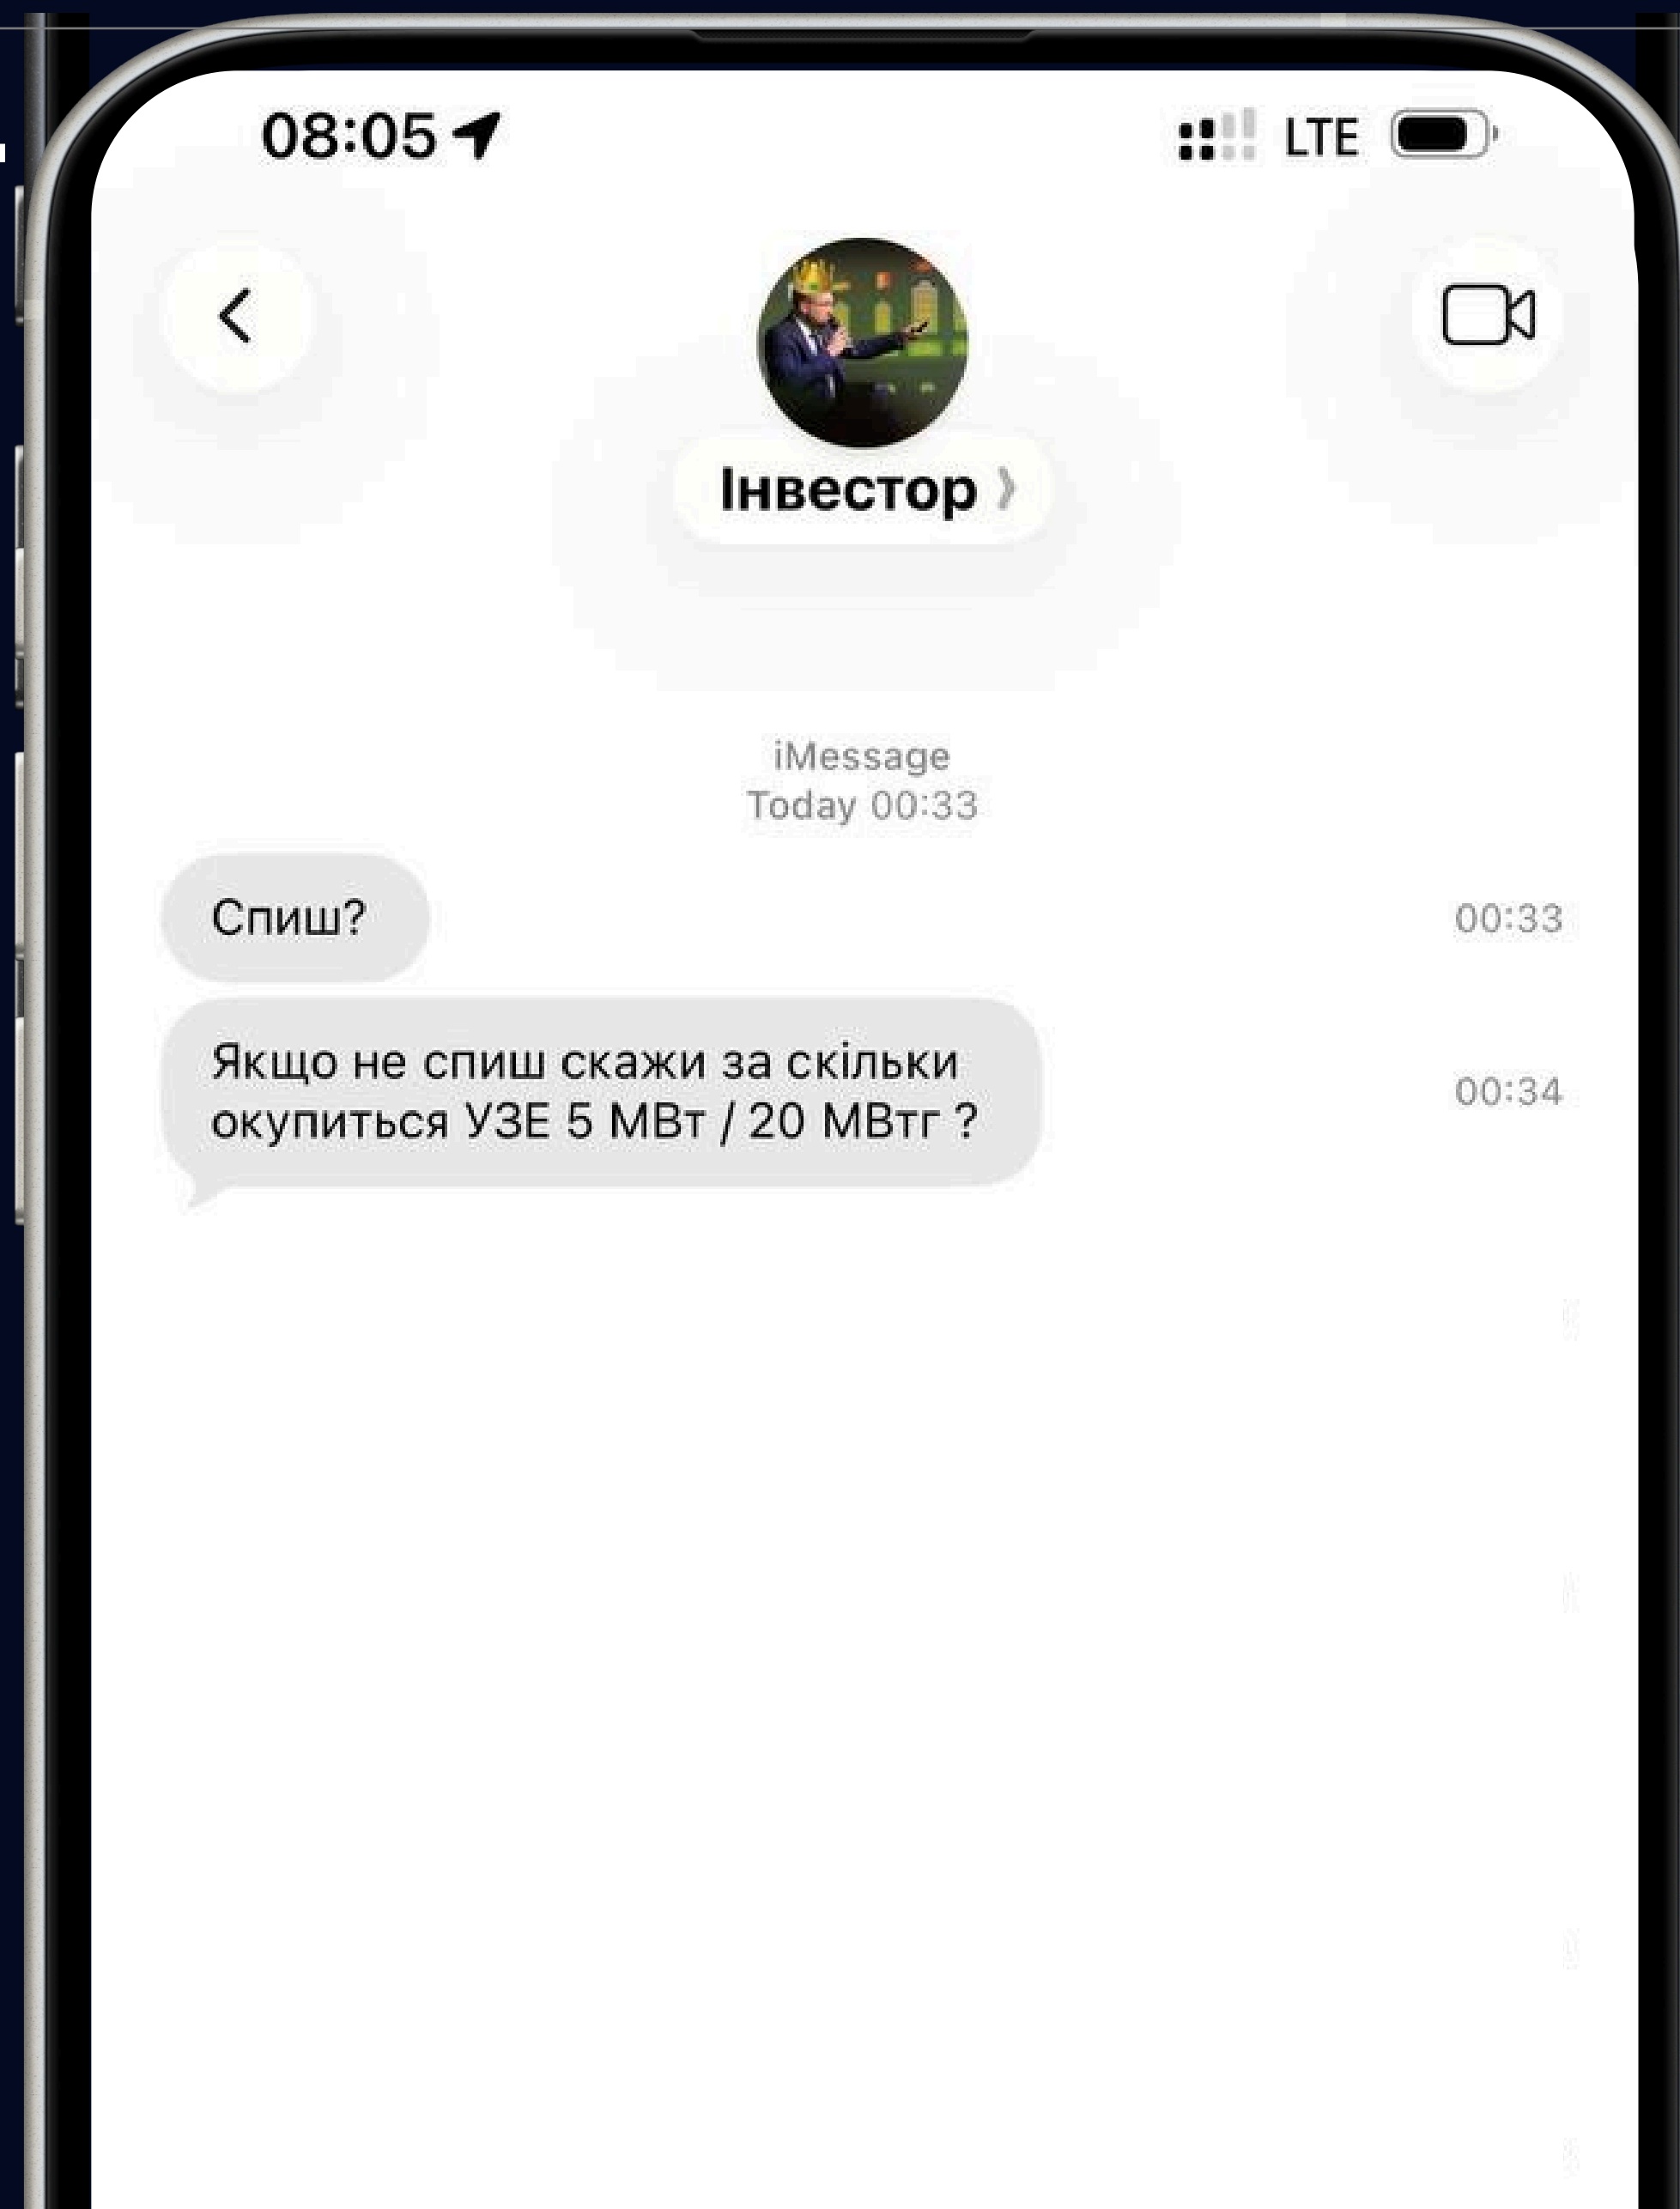 08:05
LTE
Інвестор
iMessage
Today 00:33
Спиш?
00:33
Якщо не спиш скажи за скільки
окупиться УЗЕ 5 МВт / 20 МВтг ?
00:34